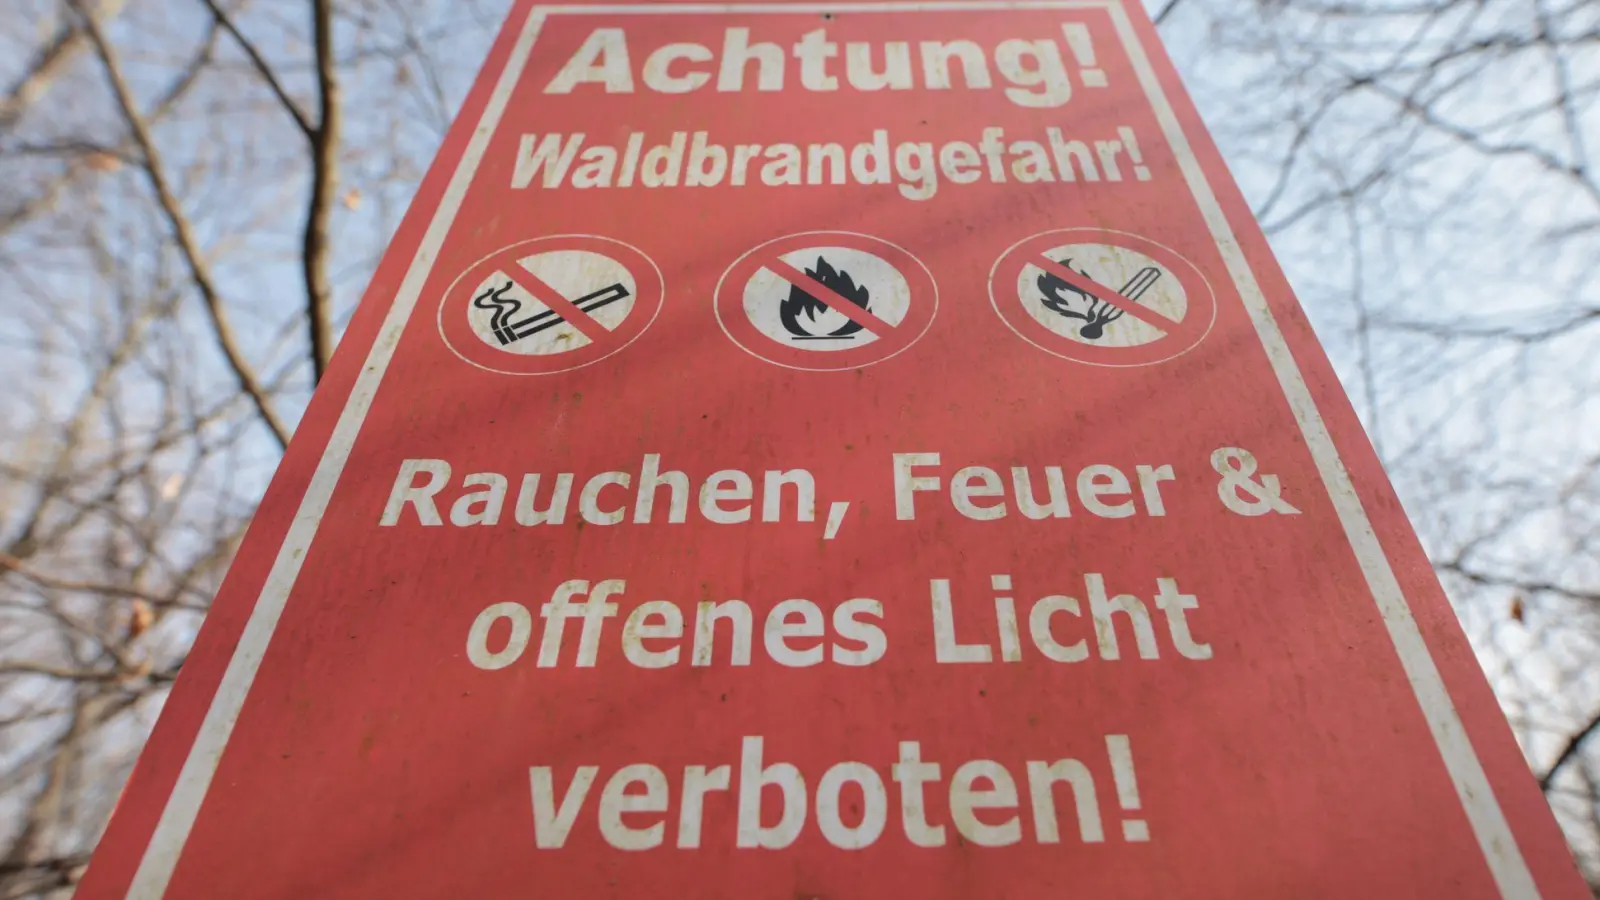 Achtung!
Waldbrandgefahr!
Rauchen, Feuer &
offenes Licht
verboten!